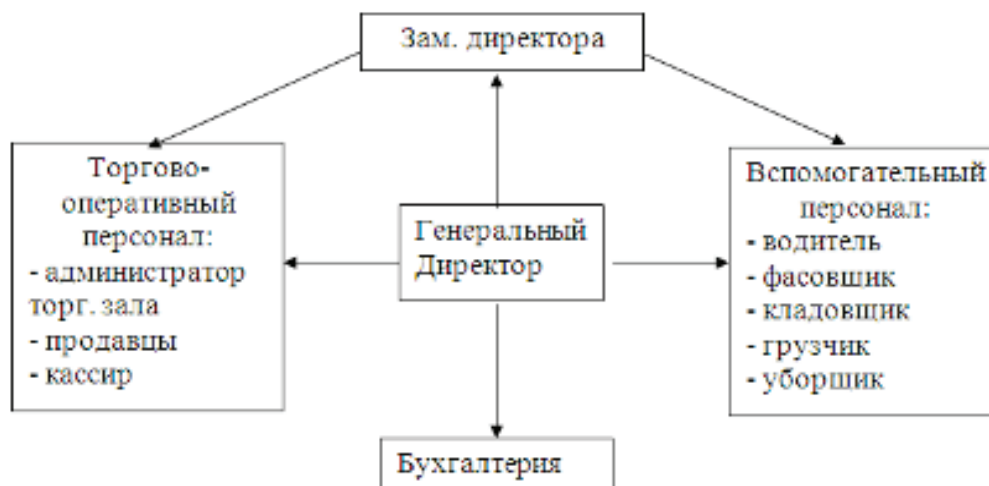 Зам. директора
Торгово-
оперативный
персонал:
- администратор
торг. зала
- продавцы
- кассир
Генеральный
Директор
Вспомогательный
персонал:
- водитель
- фасовщик
- кладовщик
- грузчик
- уборщик
Бухгалтерия